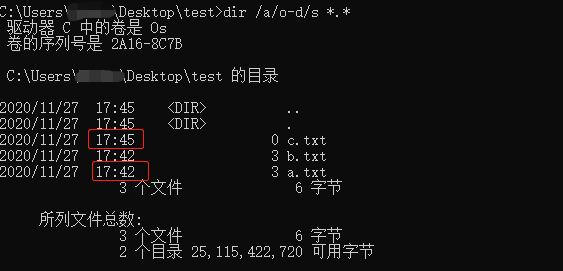 C:\Users\ \Desktop\test>dir /a/o-d/s *.*
驱动器 C 中的卷是 Os
卷的序列号是 2A16-8C7B
C:\Users\ \Desktop\test 的目录
2020/11/27 17:45 <DIR> ..
2020/11/27 17:45 <DIR> .
2020/11/27 17:45 0 c.txt
2020/11/27 17:42 3 b.txt
2020/11/27 17:42 3 a.txt
3 个文件 6 字节
所列文件总数:
3 个文件 6 字节
2 个目录 25,115,422,720 可用字节